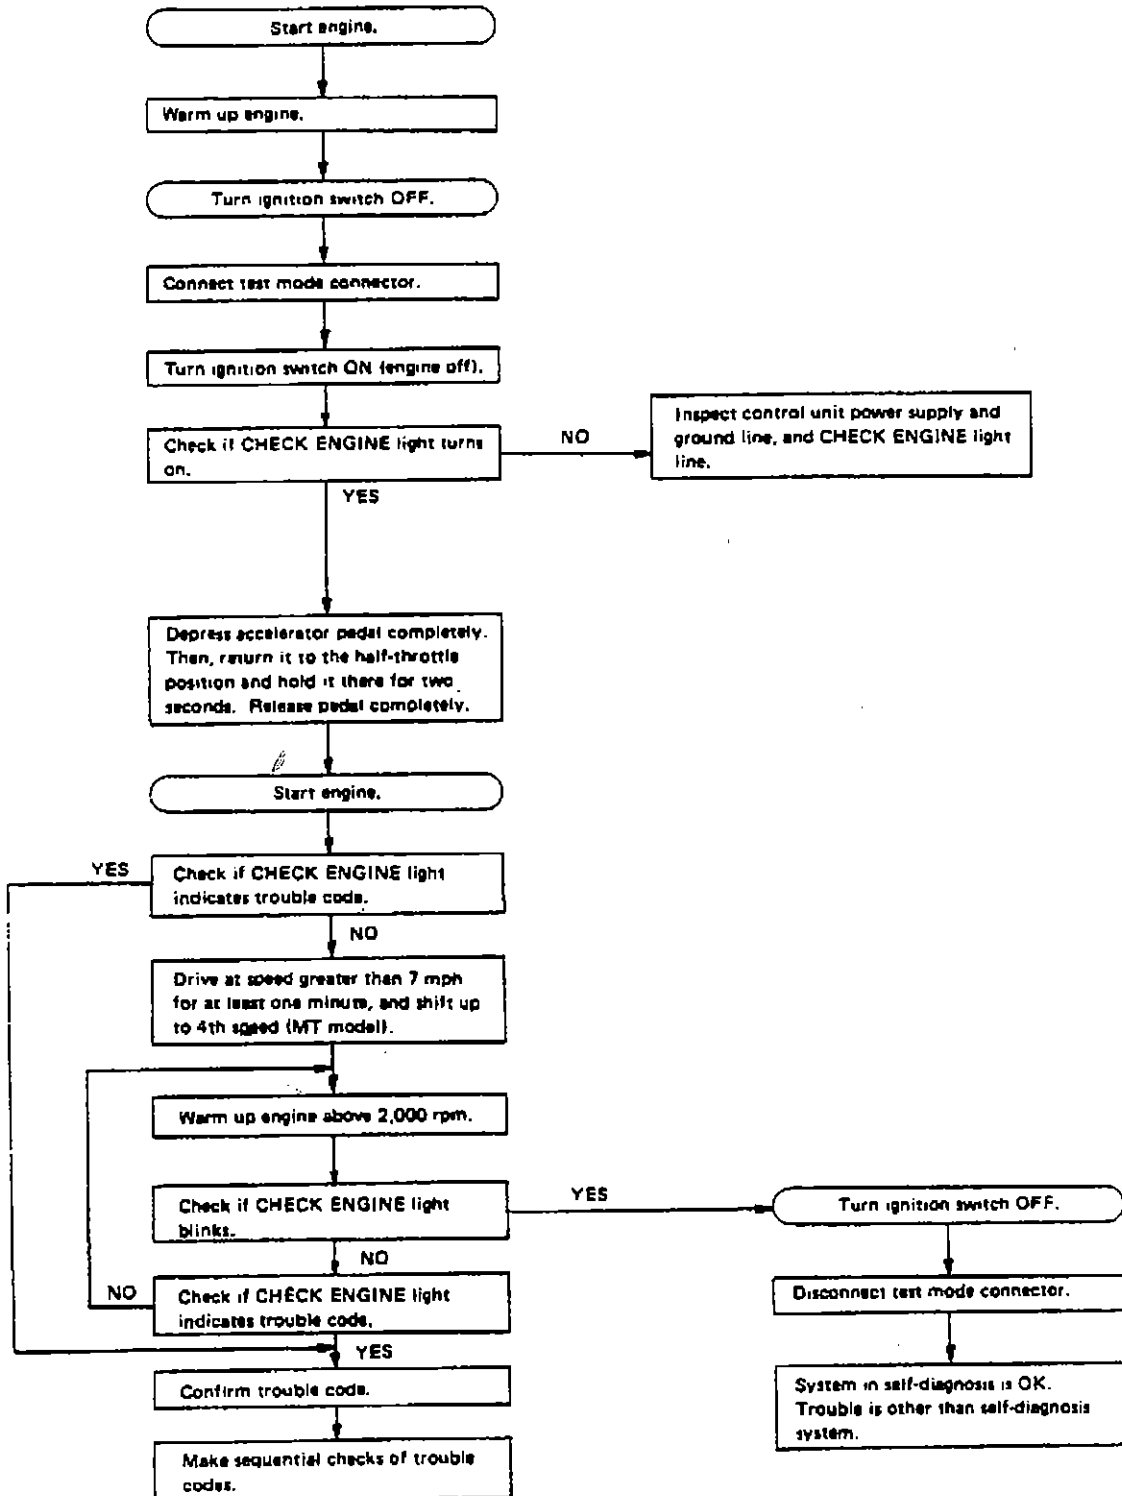 Start engine.
Warm up engine.
Turn ignition switch OFF.
Connect test mode connector.
Turn ignition switch ON (engine off).
Check if CHECK ENGINE light turns
on.
NO
Inspect control unit power supply and
ground line, and CHECK ENGINE light
line.
YES
Depress accelerator pedal completely.
Then, return it to the half-throttle
position and hold it there for two
seconds. Release pedal completely.
Start engine.
YES
Check if CHECK ENGINE light
indicates trouble code.
NO
Drive at speed greater than 7 mph
for at least one minute, and shift up
to 4th speed (MT model).
Warm up engine above 2,000 rpm.
Check if CHECK ENGINE light
blinks.
YES
Turn ignition switch OFF.
NO
NO
Check if CHECK ENGINE light
indicates trouble code.
Disconnect test mode connector.
YES
Confirm trouble code.
System in self-diagnosis is OK.
Trouble is other than self-diagnosis
system.
Make sequential checks of trouble
codes.